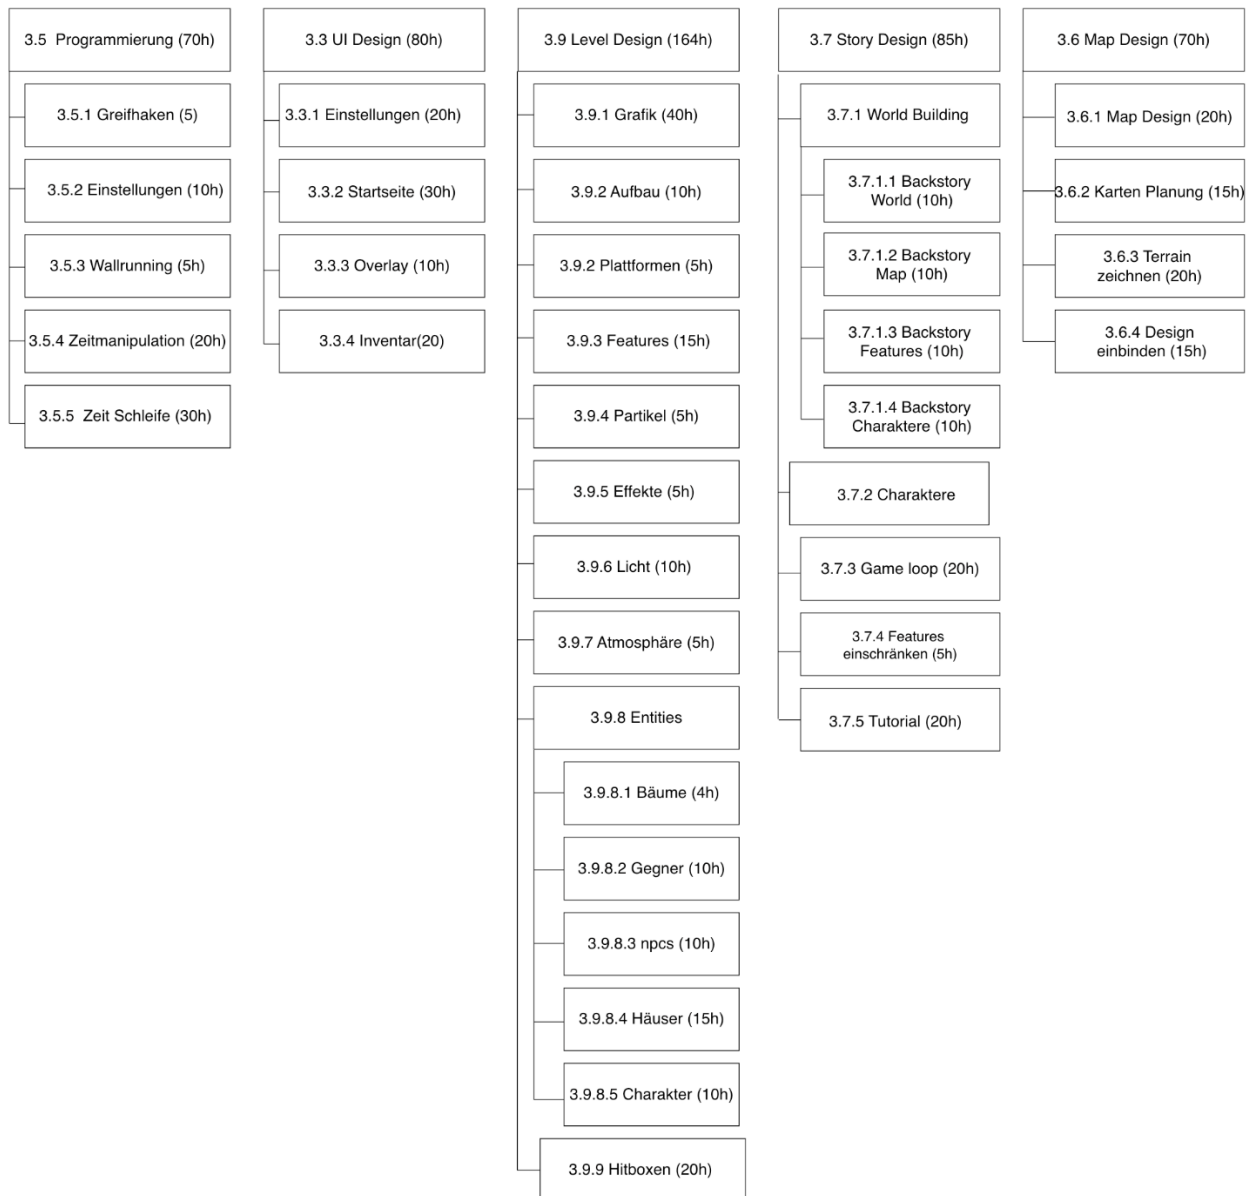 3.5  Programmierung (70h)
3.5.1 Greifhaken (5)
3.5.2 Einstellungen (10h)
3.5.3 Wallrunning (5h)
3.5.4 Zeitmanipulation (20h)
3.5.5  Zeit Schleife (30h)
3.3 UI Design (80h)
3.3.1 Einstellungen (20h)
3.3.2 Startseite (30h)
3.3.3 Overlay (10h)
3.3.4 Inventar(20)
3.9 Level Design (164h)
3.9.1 Grafik (40h)
3.9.2 Aufbau (10h)
3.9.2 Plattformen (5h)
3.9.3 Features (15h)
3.9.4 Partikel (5h)
3.9.5 Effekte (5h)
3.9.6 Licht (10h)
3.9.7 Atmosphäre (5h)
3.9.8 Entities
3.9.8.1 Bäume (4h)
3.9.8.2 Gegner (10h)
3.9.8.3 npcs (10h)
3.9.8.4 Häuser (15h)
3.9.8.5 Charakter (10h)
3.9.9 Hitboxen (20h)
3.7 Story Design (85h)
3.7.1 World Building
3.7.1.1 Backstory
World (10h)
3.7.1.2 Backstory
Map (10h)
3.7.1.3 Backstory
Features (10h)
3.7.1.4 Backstory
Charaktere (10h)
3.7.2 Charaktere
3.7.3 Game loop (20h)
3.7.4 Features
einschränken (5h)
3.7.5 Tutorial (20h)
3.6 Map Design (70h)
3.6.1 Map Design (20h)
3.6.2 Karten Planung (15h)
3.6.3 Terrain
zeichnen (20h)
3.6.4 Design
einbinden (15h)